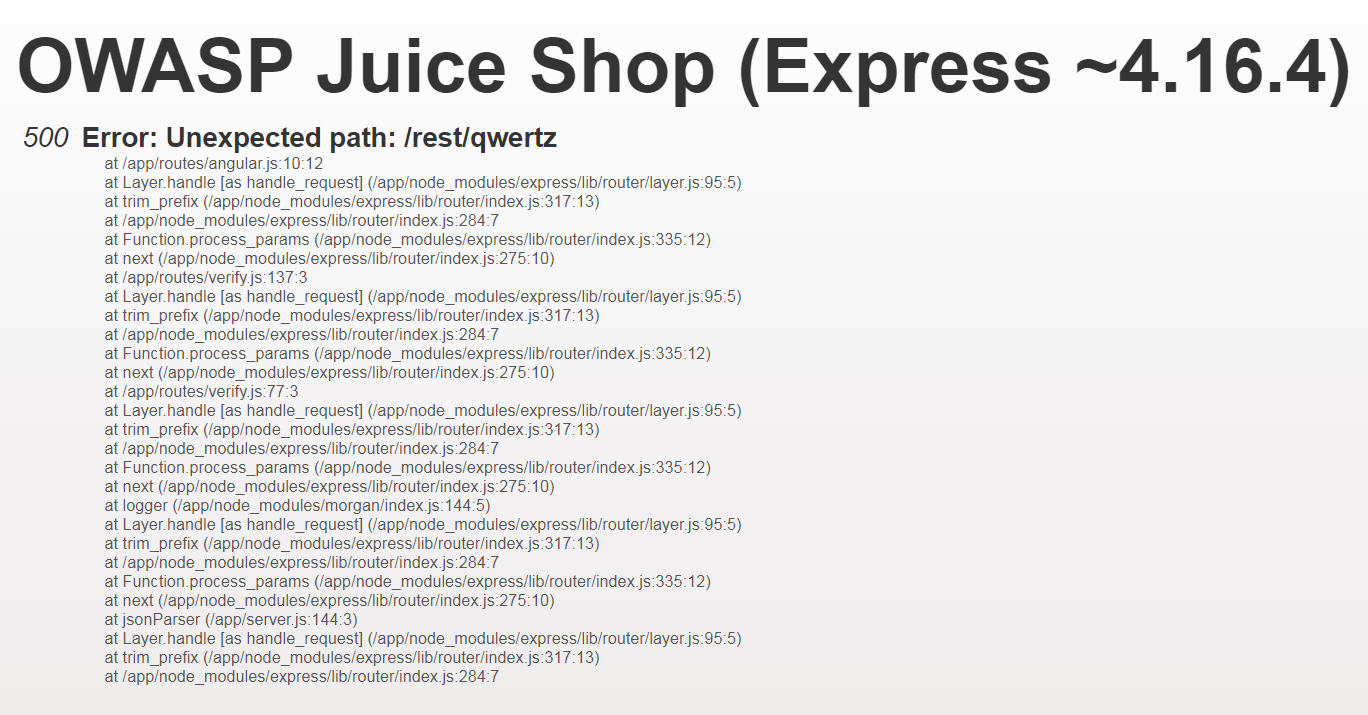 OWASP Juice Shop (Express ~4.16.4)
500 Error: Unexpected path: /rest/qwertz
at /app/routes/angular.js:10:12
at Layer.handle [as handle_request] (/app/node_modules/express/lib/router/layer.js:95:5)
at trim_prefix (/app/node_modules/express/lib/router/index.js:317:13)
at /app/node_modules/express/lib/router/index.js:284:7
at Function.process_params (/app/node_modules/express/lib/router/index.js:335:12)
at next (/app/node_modules/express/lib/router/index.js:275:10)
at /app/routes/verify.js:137:3
at Layer.handle [as handle_request] (/app/node_modules/express/lib/router/layer.js:95:5)
at trim_prefix (/app/node_modules/express/lib/router/index.js:317:13)
at /app/node_modules/express/lib/router/index.js:284:7
at Function.process_params (/app/node_modules/express/lib/router/index.js:335:12)
at next (/app/node_modules/express/lib/router/index.js:275:10)
at /app/routes/verify.js:77:3
at Layer.handle [as handle_request] (/app/node_modules/express/lib/router/layer.js:95:5)
at trim_prefix (/app/node_modules/express/lib/router/index.js:317:13)
at /app/node_modules/express/lib/router/index.js:284:7
at Function.process_params (/app/node_modules/express/lib/router/index.js:335:12)
at next (/app/node_modules/express/lib/router/index.js:275:10)
at logger (/app/node_modules/morgan/index.js:144:5)
at Layer.handle [as handle_request] (/app/node_modules/express/lib/router/layer.js:95:5)
at trim_prefix (/app/node_modules/express/lib/router/index.js:317:13)
at /app/node_modules/express/lib/router/index.js:284:7
at Function.process_params (/app/node_modules/express/lib/router/index.js:335:12)
at next (/app/node_modules/express/lib/router/index.js:275:10)
at jsonParser (/app/server.js:144:3)
at Layer.handle [as handle_request] (/app/node_modules/express/lib/router/layer.js:95:5)
at trim_prefix (/app/node_modules/express/lib/router/index.js:317:13)
at /app/node_modules/express/lib/router/index.js:284:7